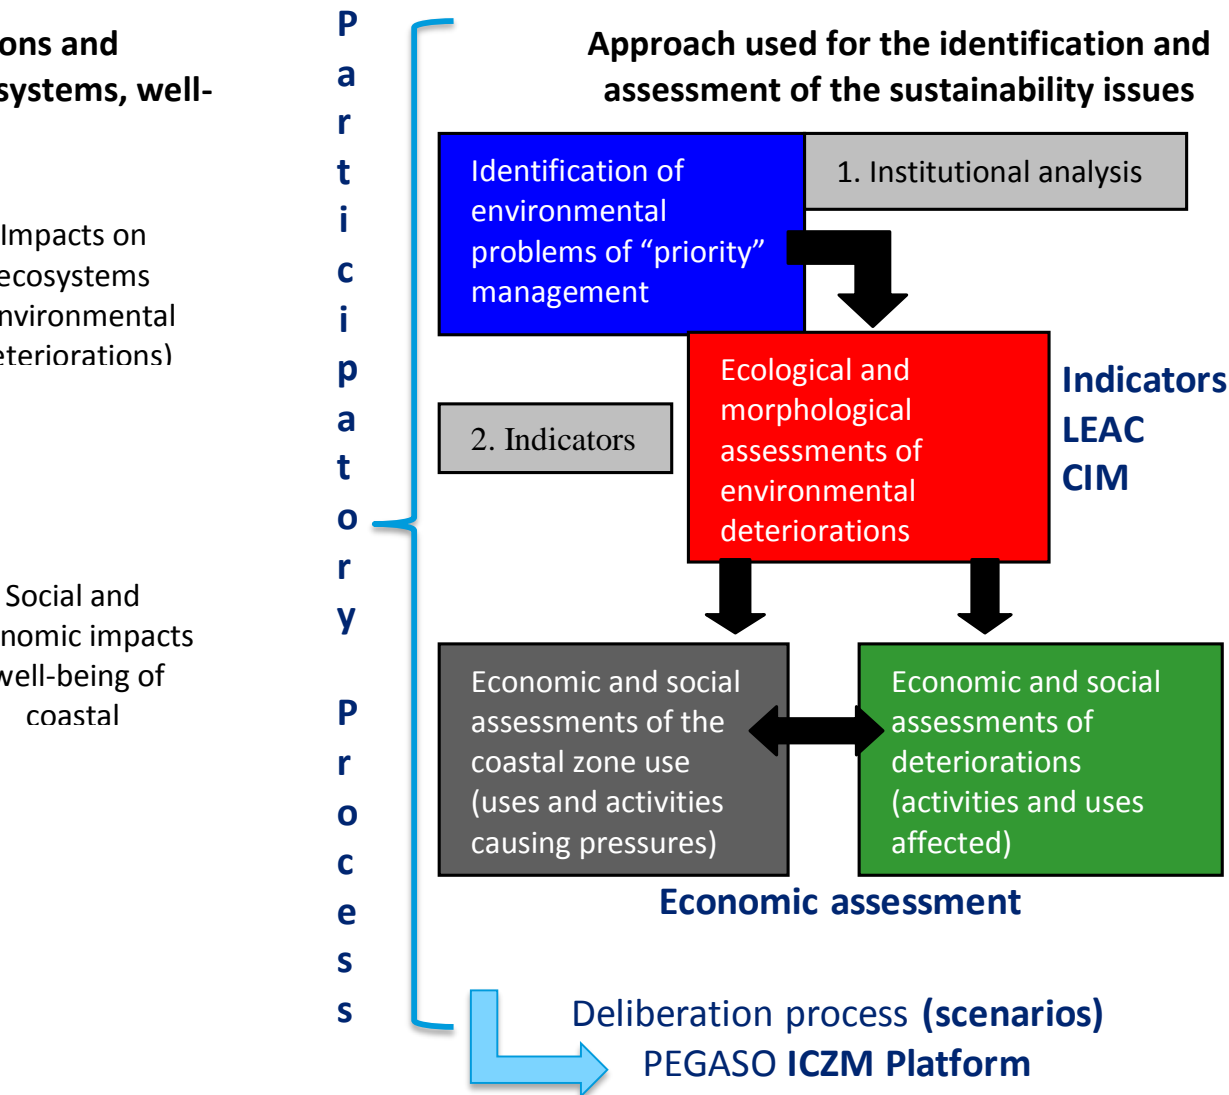 ons and
systems, well-
Impacts on
ecosystems
nvironmental
eteriorations)
Social and
nomic impacts
well-being of
coastal
Participatory Process
Approach used for the identification and
assessment of the sustainability issues
Identification of
environmental
problems of “priority”
management
1. Institutional analysis
Ecological and
morphological
assessments of
environmental
deteriorations
2. Indicators
Indicators
LEAC
CIM
Economic and social
assessments of the
coastal zone use
(uses and activities
causing pressures)
Economic and social
assessments of
deteriorations
(activities and uses
affected)
Economic assessment
Deliberation process (scenarios)
PEGASO ICZM Platform